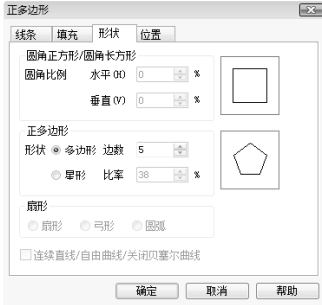 正多边形
线条 填充 形状 位置
圆角正方形/圆角长方形
圆角比例 水平(H) 0 %
垂直(V) 0 %
正多边形
形状 多边形 边数 5
星形 比率 38 %
扇形
扇形 弓形 圆弧
连续直线/自由曲线/关闭贝塞尔曲线
确定 取消 帮助